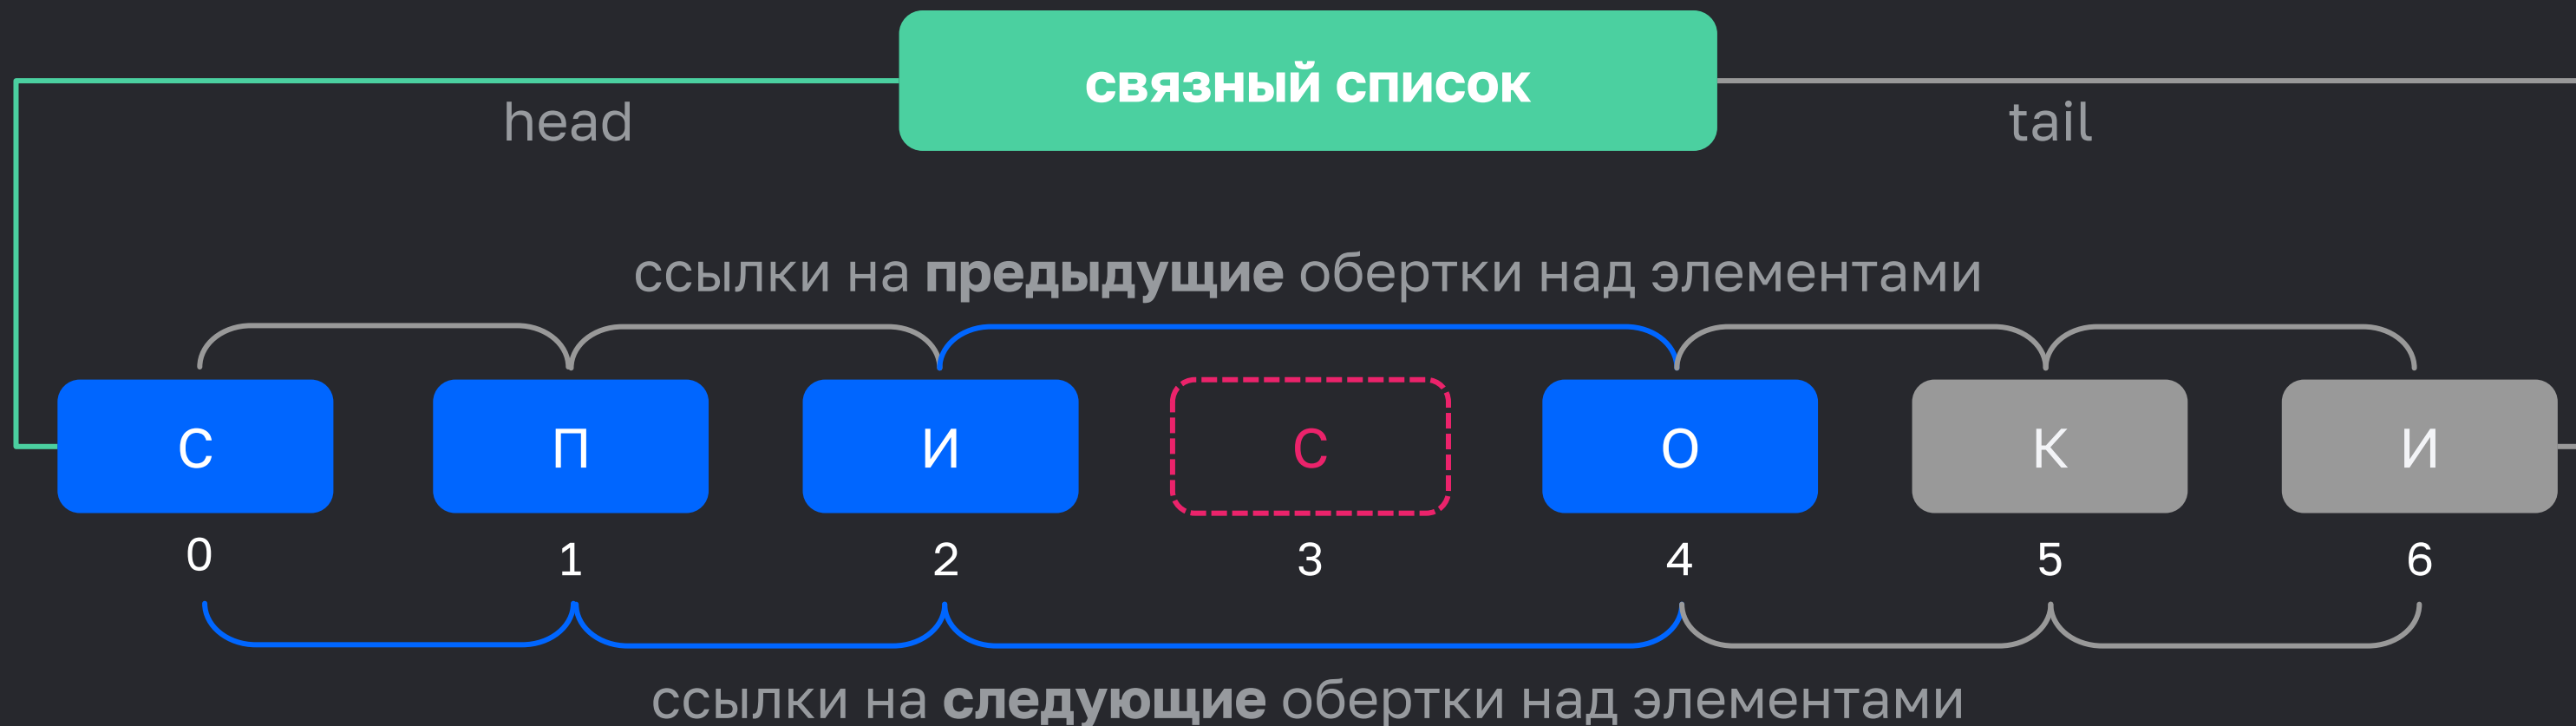 связный список
head
tail
ссылки на предыдущие обертки над элементами
С П И С О К И
0 1 2 3 4 5 6
ссылки на следующие обертки над элементами